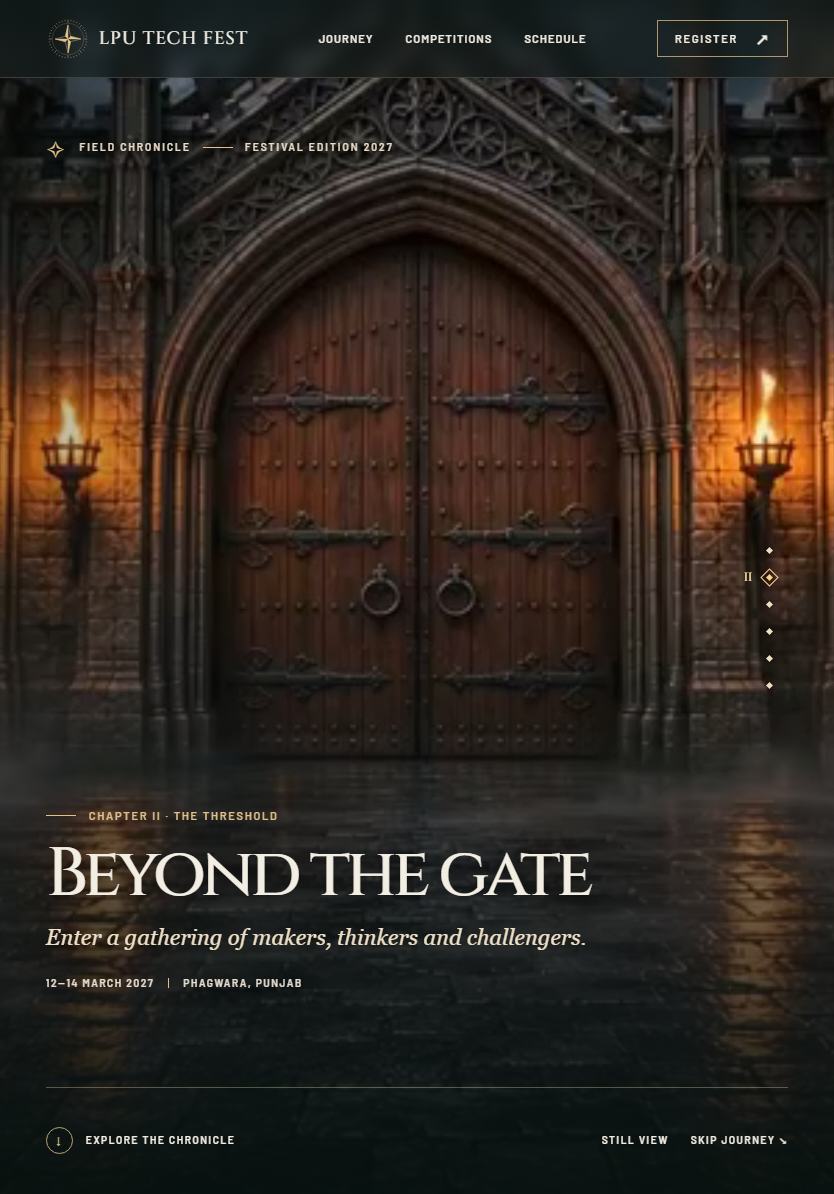 LPU TECH FEST
JOURNEY COMPETITIONS SCHEDULE
REGISTER ↗
FIELD CHRONICLE — FESTIVAL EDITION 2027
II
CHAPTER II · THE THRESHOLD
BEYOND THE GATE
Enter a gathering of makers, thinkers and challengers.
12–14 MARCH 2027 | PHAGWARA, PUNJAB
↓ EXPLORE THE CHRONICLE
STILL VIEW SKIP JOURNEY ↘